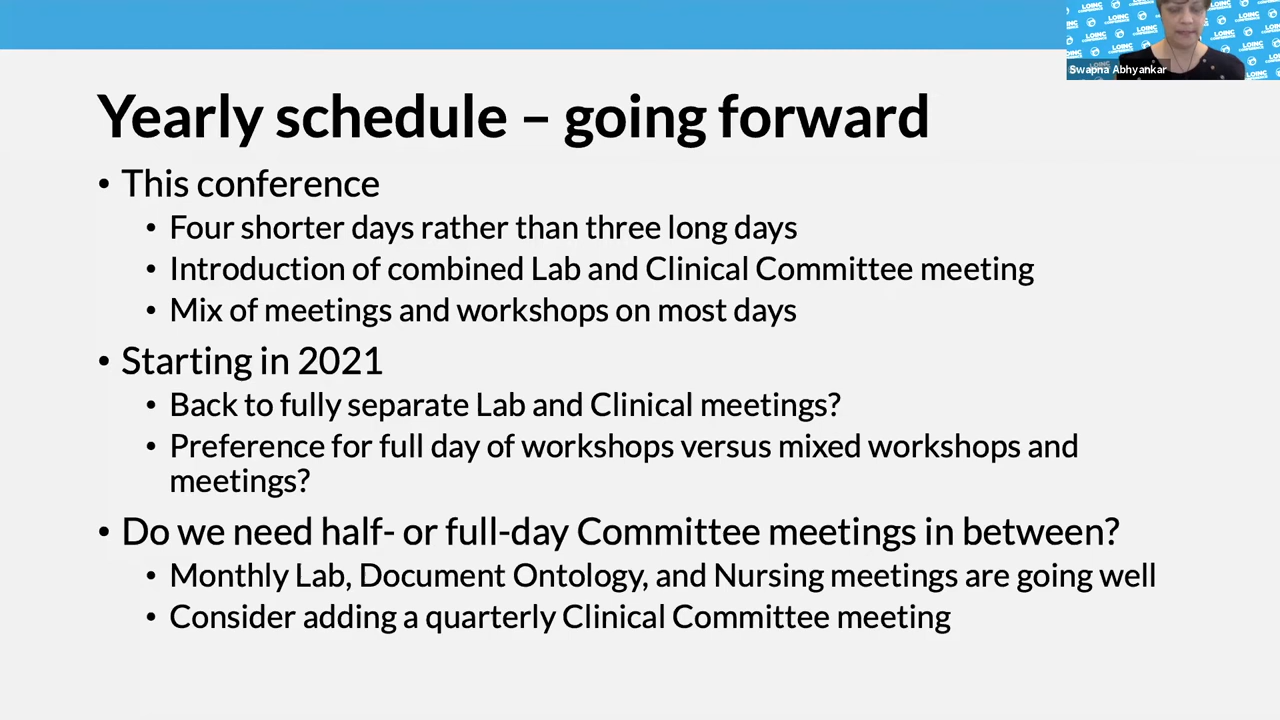 LOINC
CONFERENCE
Swapna Abhyankar
Yearly schedule – going forward
• This conference
• Four shorter days rather than three long days
• Introduction of combined Lab and Clinical Committee meeting
• Mix of meetings and workshops on most days
• Starting in 2021
• Back to fully separate Lab and Clinical meetings?
• Preference for full day of workshops versus mixed workshops and
meetings?
• Do we need half- or full-day Committee meetings in between?
• Monthly Lab, Document Ontology, and Nursing meetings are going well
• Consider adding a quarterly Clinical Committee meeting